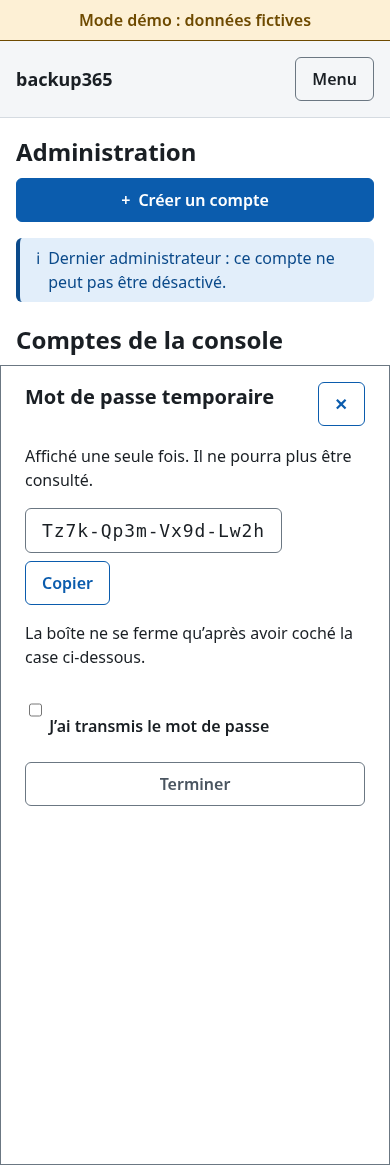 Mode démo : données fictives
backup365
Menu
Administration
+ Créer un compte
i Dernier administrateur : ce compte ne
peut pas être désactivé.
Comptes de la console
Mot de passe temporaire
×
Affiché une seule fois. Il ne pourra plus être
consulté.
Tz7k-Qp3m-Vx9d-Lw2h
Copier
La boîte ne se ferme qu’après avoir coché la
case ci-dessous.
J’ai transmis le mot de passe
Terminer